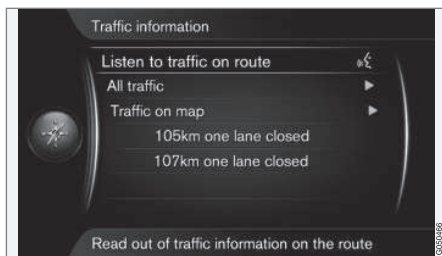 Traffic information
Listen to traffic on route
All traffic
Traffic on map
105km one lane closed
107km one lane closed
Read out of traffic information on the route
G050466